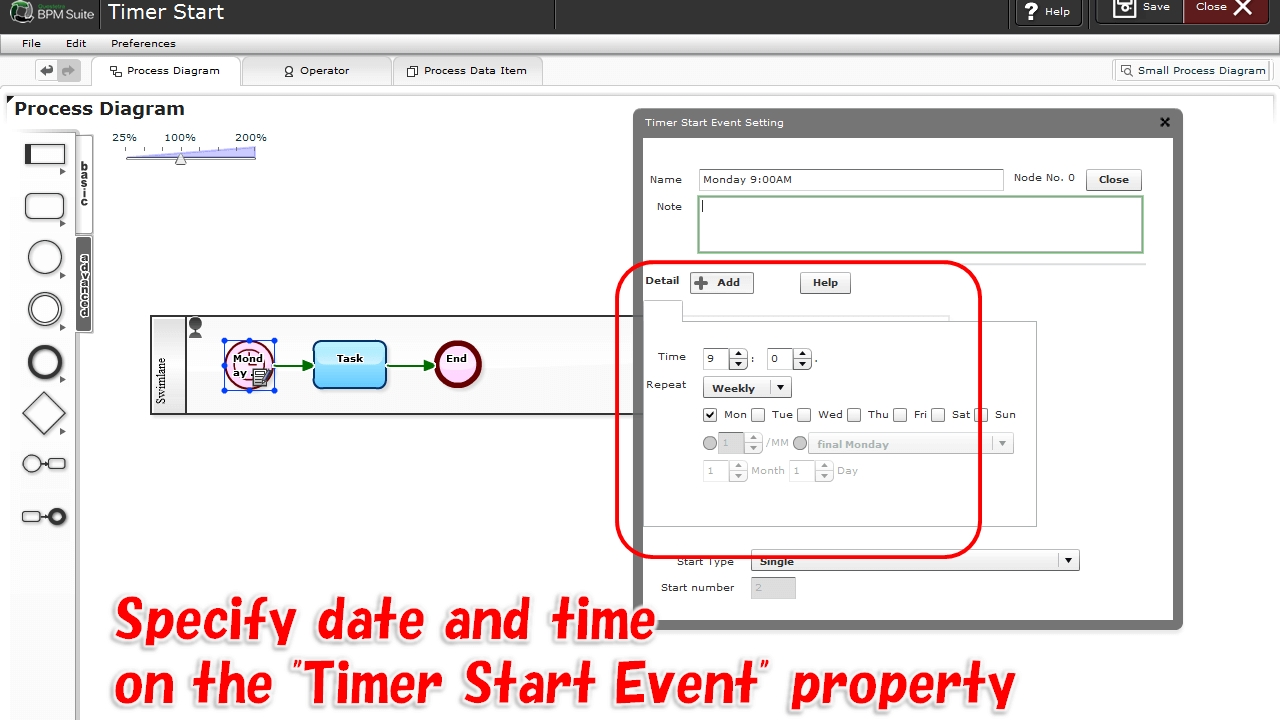 Questetra
BPM Suite
Timer Start
Help
Save
Close
File Edit Preferences
Process Diagram
Operator
Process Data Item
Small Process Diagram
Process Diagram
25% 100% 200%
basic
advanced
Swimlane
Mond
ay
Task
End
Timer Start Event Setting
Name Monday 9:00AM Node No. 0 Close
Note
Detail Add Help
Time 9 : 0 .
Repeat Weekly
Mon Tue Wed Thu Fri Sat Sun
1 /MM final Monday
1 Month 1 Day
Start Type Single
Start number 2
Specify date and time
on the "Timer Start Event" property